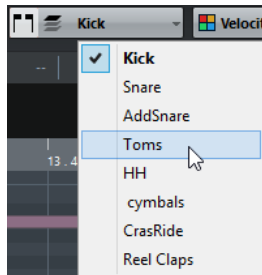 Kick
Velocit
--
Kick
Snare
AddSnare
Toms
13.4
HH
cymbals
CrasRide
Reel Claps